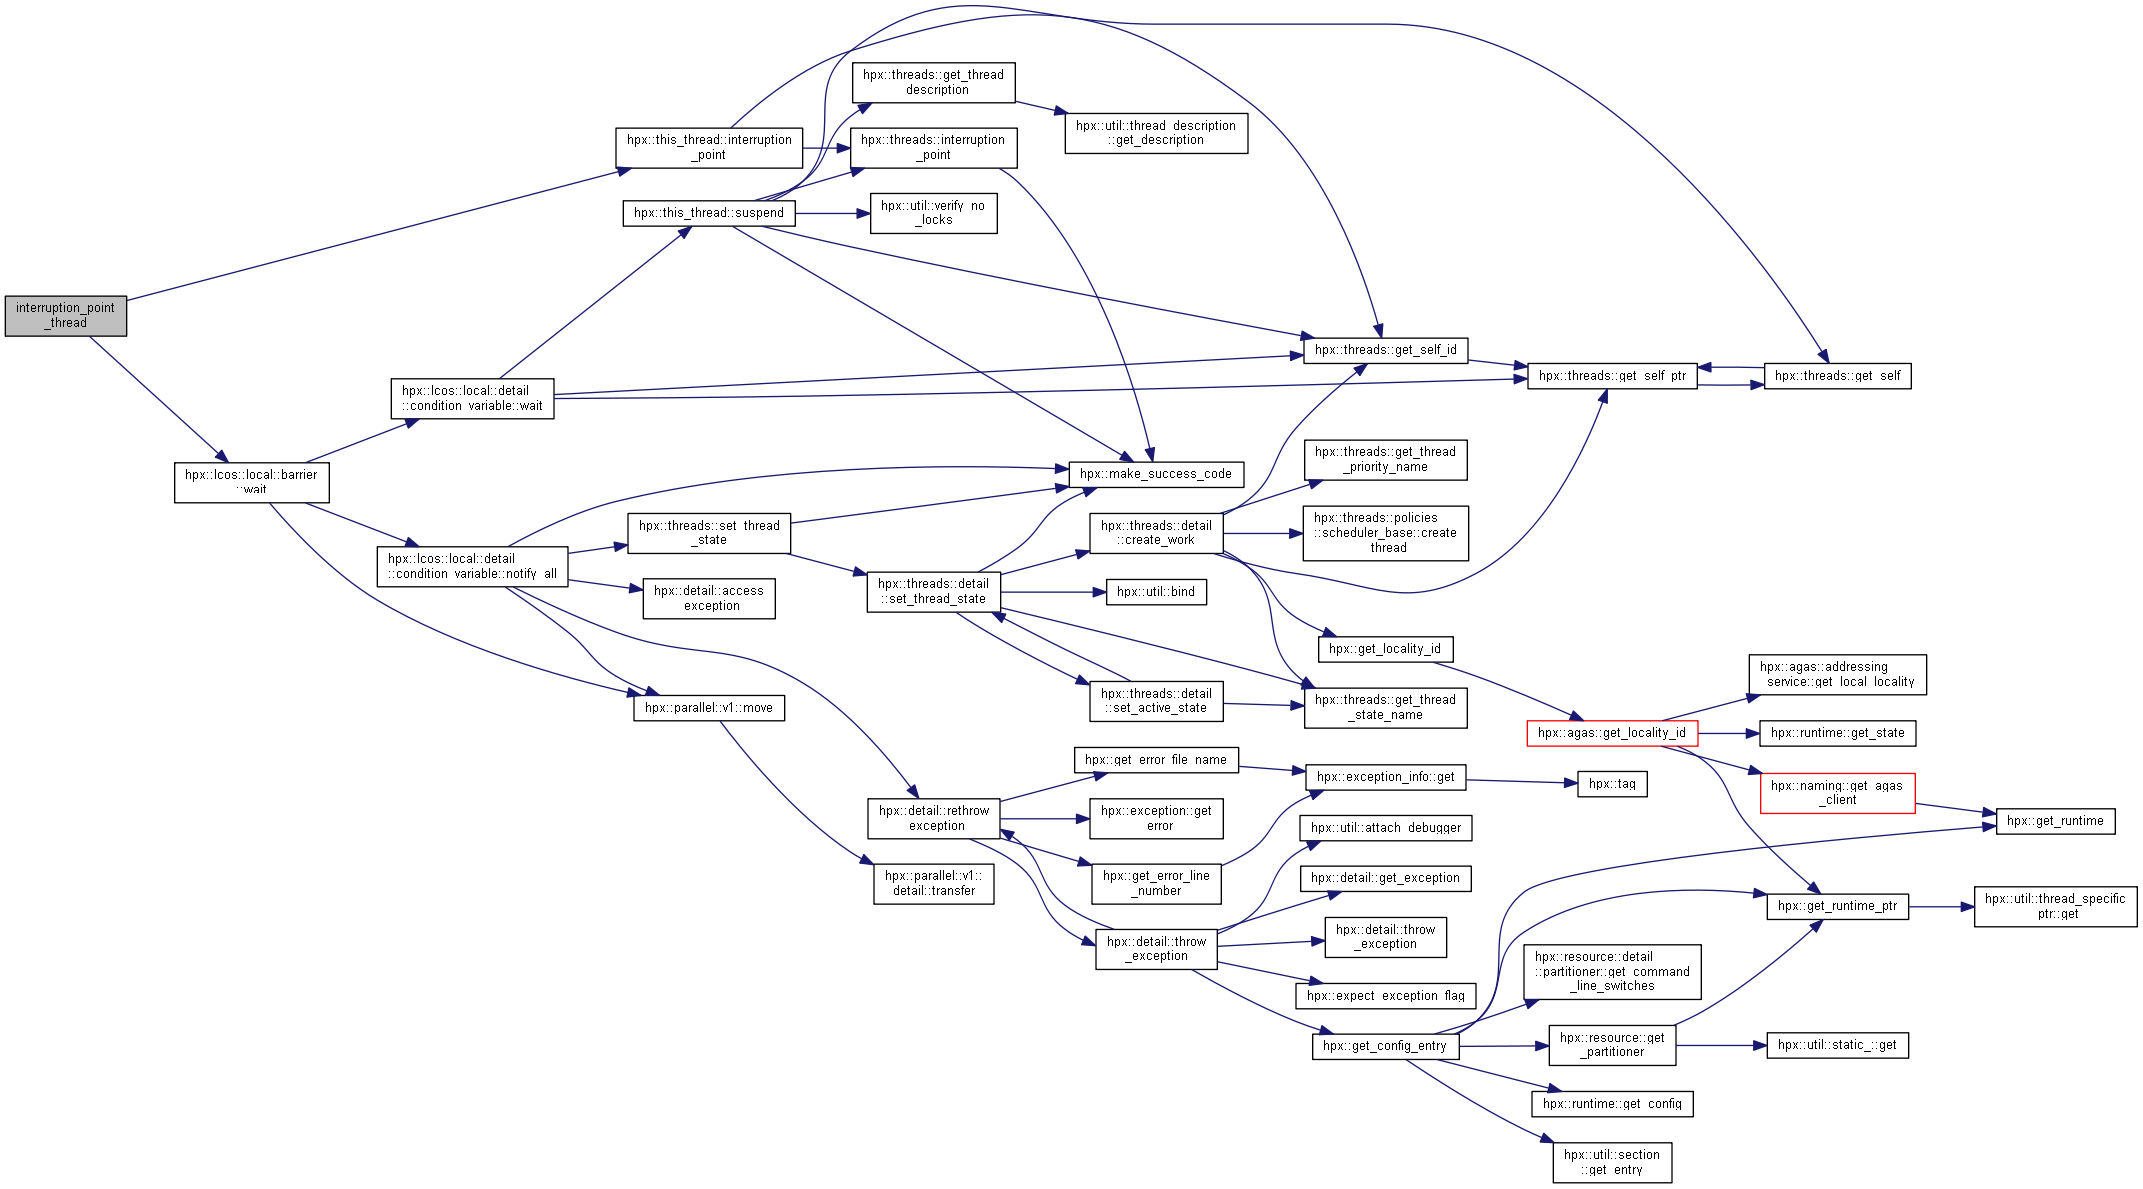 interruption_point
_thread
hpx::this_thread::interruption
_point
hpx::lcos::local::barrier
::wait
hpx::lcos::local::detail
::condition_variable::wait
hpx::this_thread::suspend
hpx::threads::get_thread
_description
hpx::util::thread_description
::get_description
hpx::threads::interruption
_point
hpx::util::verify_no
_locks
hpx::threads::get_self_id
hpx::threads::get_self_ptr
hpx::threads::get_self
hpx::make_success_code
hpx::lcos::local::detail
::condition_variable::notify_all
hpx::threads::set_thread
_state
hpx::detail::access
_exception
hpx::threads::detail
::set_thread_state
hpx::threads::detail
::create_work
hpx::threads::get_thread
_priority_name
hpx::threads::policies
::scheduler_base::create
_thread
hpx::util::bind
hpx::get_locality_id
hpx::threads::detail
::set_active_state
hpx::threads::get_thread
_state_name
hpx::agas::get_locality_id
hpx::agas::addressing
_service::get_local_locality
hpx::runtime::get_state
hpx::naming::get_agas
_client
hpx::get_runtime
hpx::get_runtime_ptr
hpx::util::thread_specific
_ptr::get
hpx::parallel::v1::move
hpx::parallel::v1::
detail::transfer
hpx::detail::rethrow
_exception
hpx::get_error_file_name
hpx::exception::get
_error
hpx::get_error_line
_number
hpx::exception_info::get
hpx::tag
hpx::detail::throw
_exception
hpx::util::attach_debugger
hpx::detail::get_exception
hpx::detail::throw
_exception
hpx::expect_exception_flag
hpx::get_config_entry
hpx::resource::detail
::partitioner::get_command
_line_switches
hpx::resource::get
_partitioner
hpx::util::static_::get
hpx::runtime::get_config
hpx::util::section
::get_entry